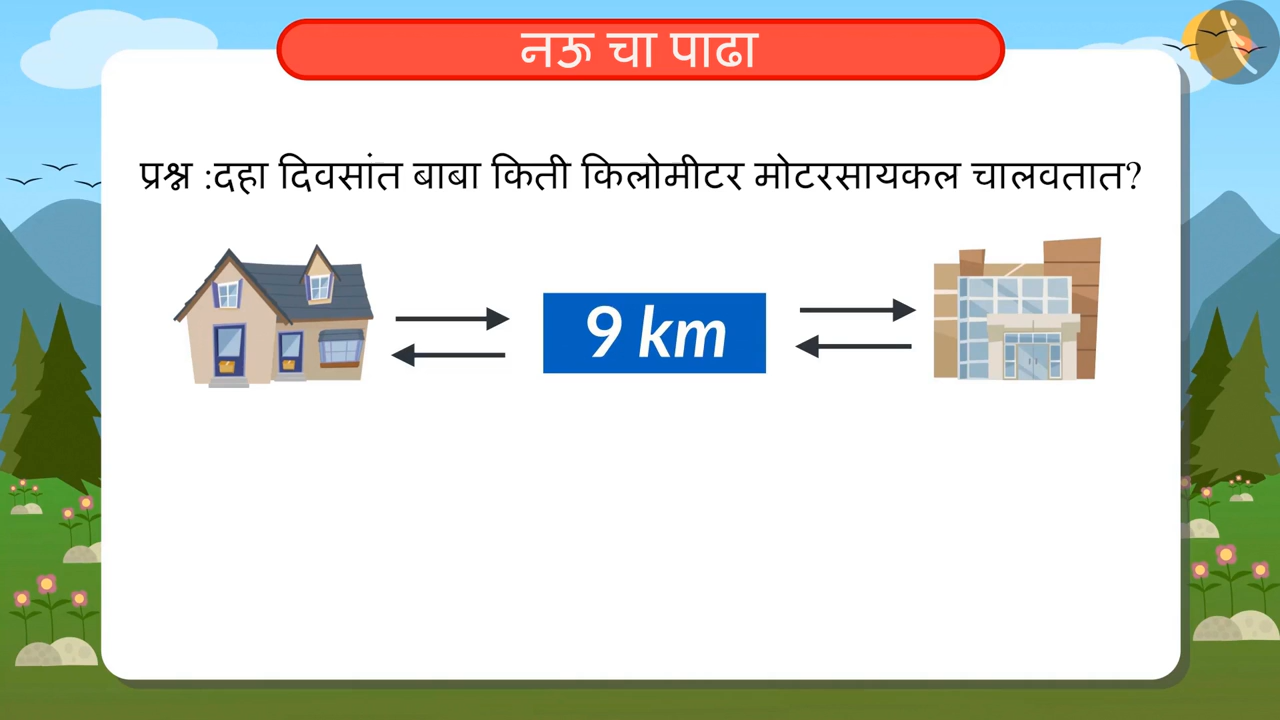 नऊ चा पाढा
प्रश्न :दहा दिवसांत बाबा किती किलोमीटर मोटरसायकल चालवतात?
9 km